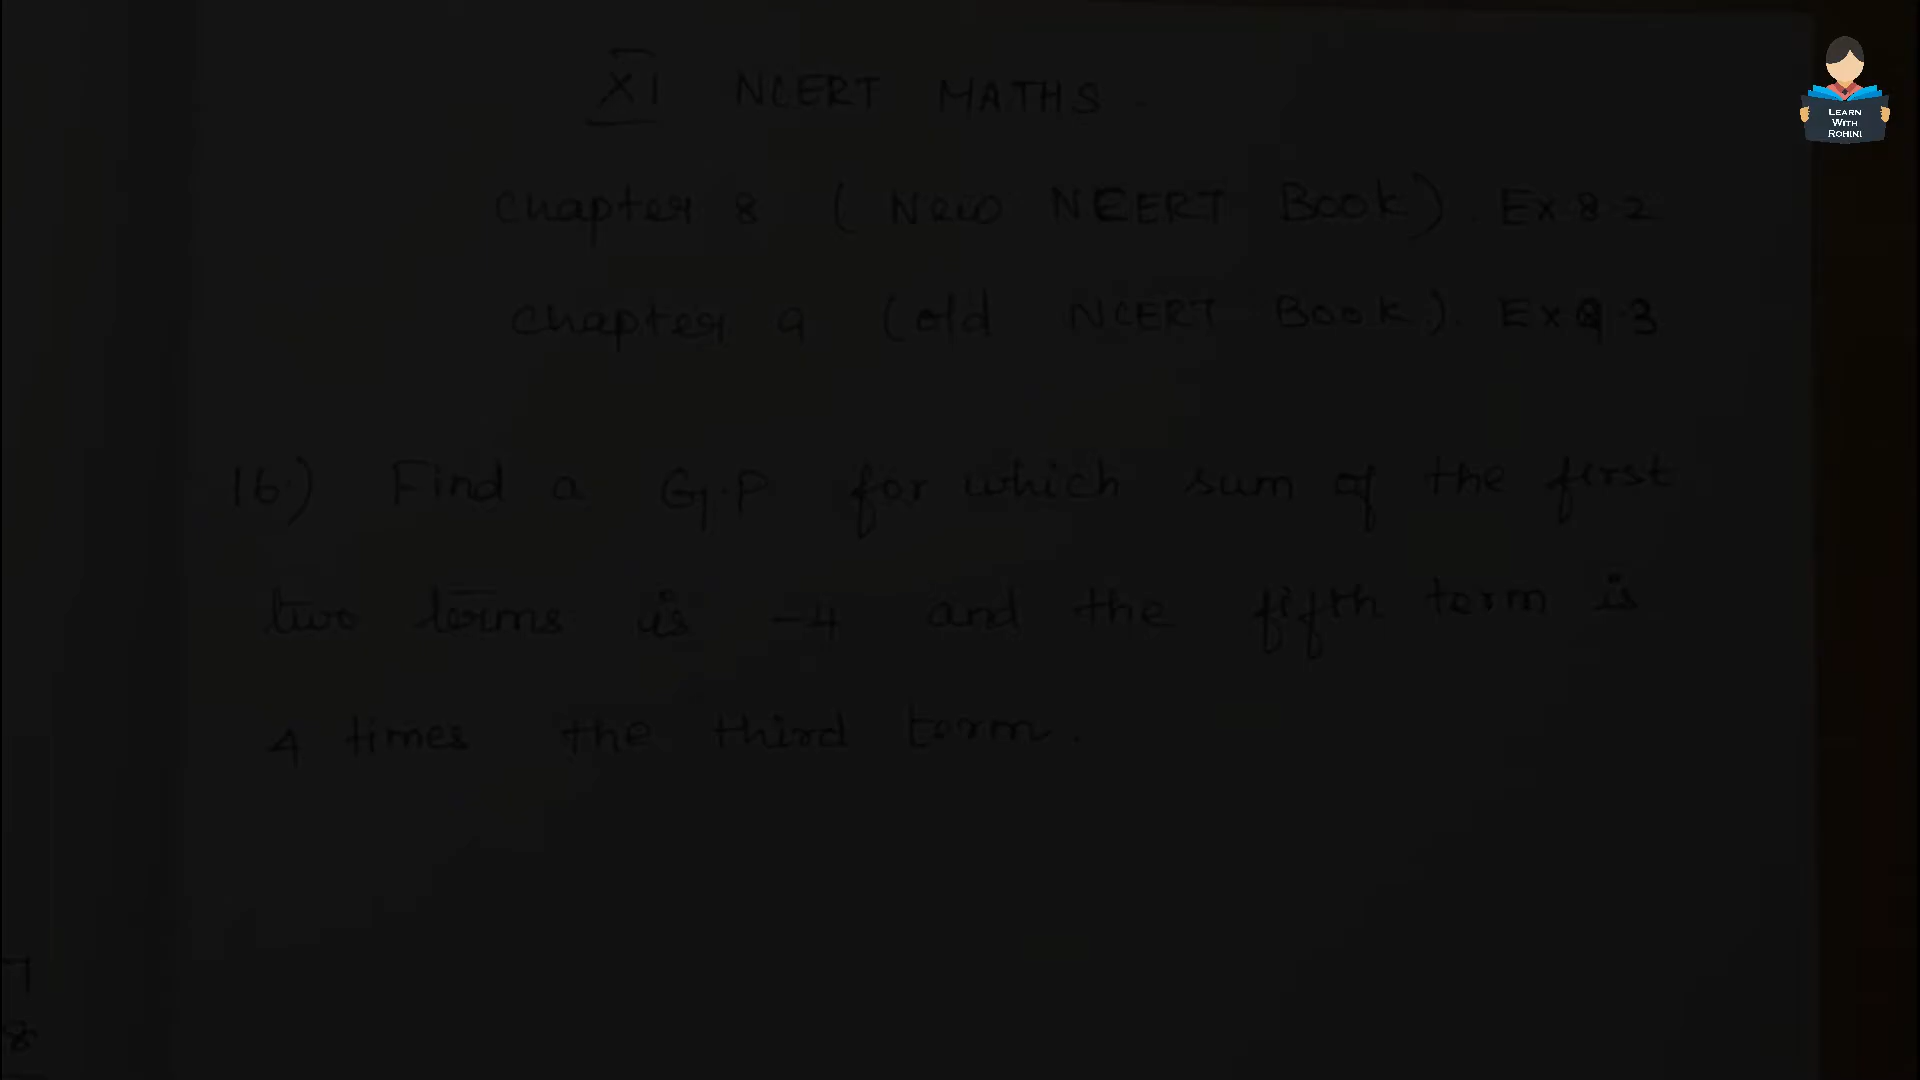 XI NCERT MATHS.
LEARN
WITH
ROHINI
Chapter 8 ( New NCERT Book) Ex 8.2
Chapter 9 (old NCERT Book). Ex 9.3
16.) Find a G.P for which sum of the first
two terms is -4 and the fifth term is
4 times the third term.